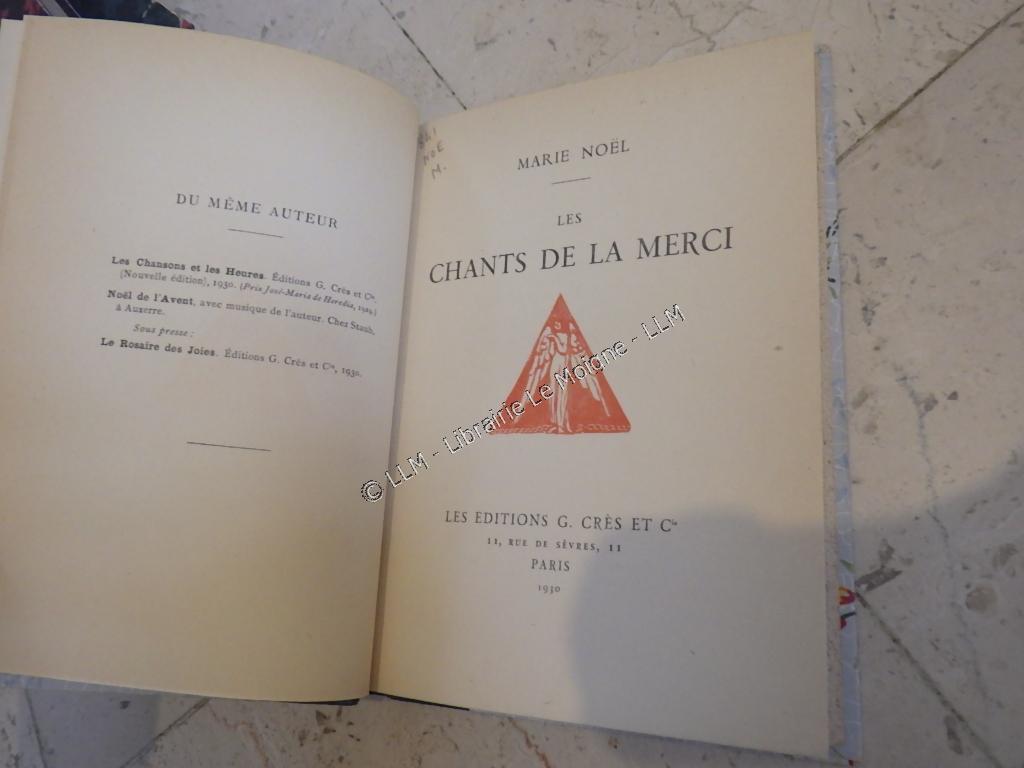 DU MÊME AUTEUR
Les Chansons et les Heures. Éditions G. Crès et Cie.
(Nouvelle édition), 1930. (Prix José-Maria de Heredia, 1929.)
Noël de l'Avent, avec musique de l'auteur. Chez Staub,
à Auxerre.
Sous presse :
Le Rosaire des Joies. Éditions G. Crès et Cie, 1930.
NOE
M.
MARIE NOËL
LES
CHANTS DE LA MERCI
© LLM - Librairie Le Moigne - LLM
LES EDITIONS G. CRÈS ET Cie
11, RUE DE SÈVRES, 11
PARIS
1930